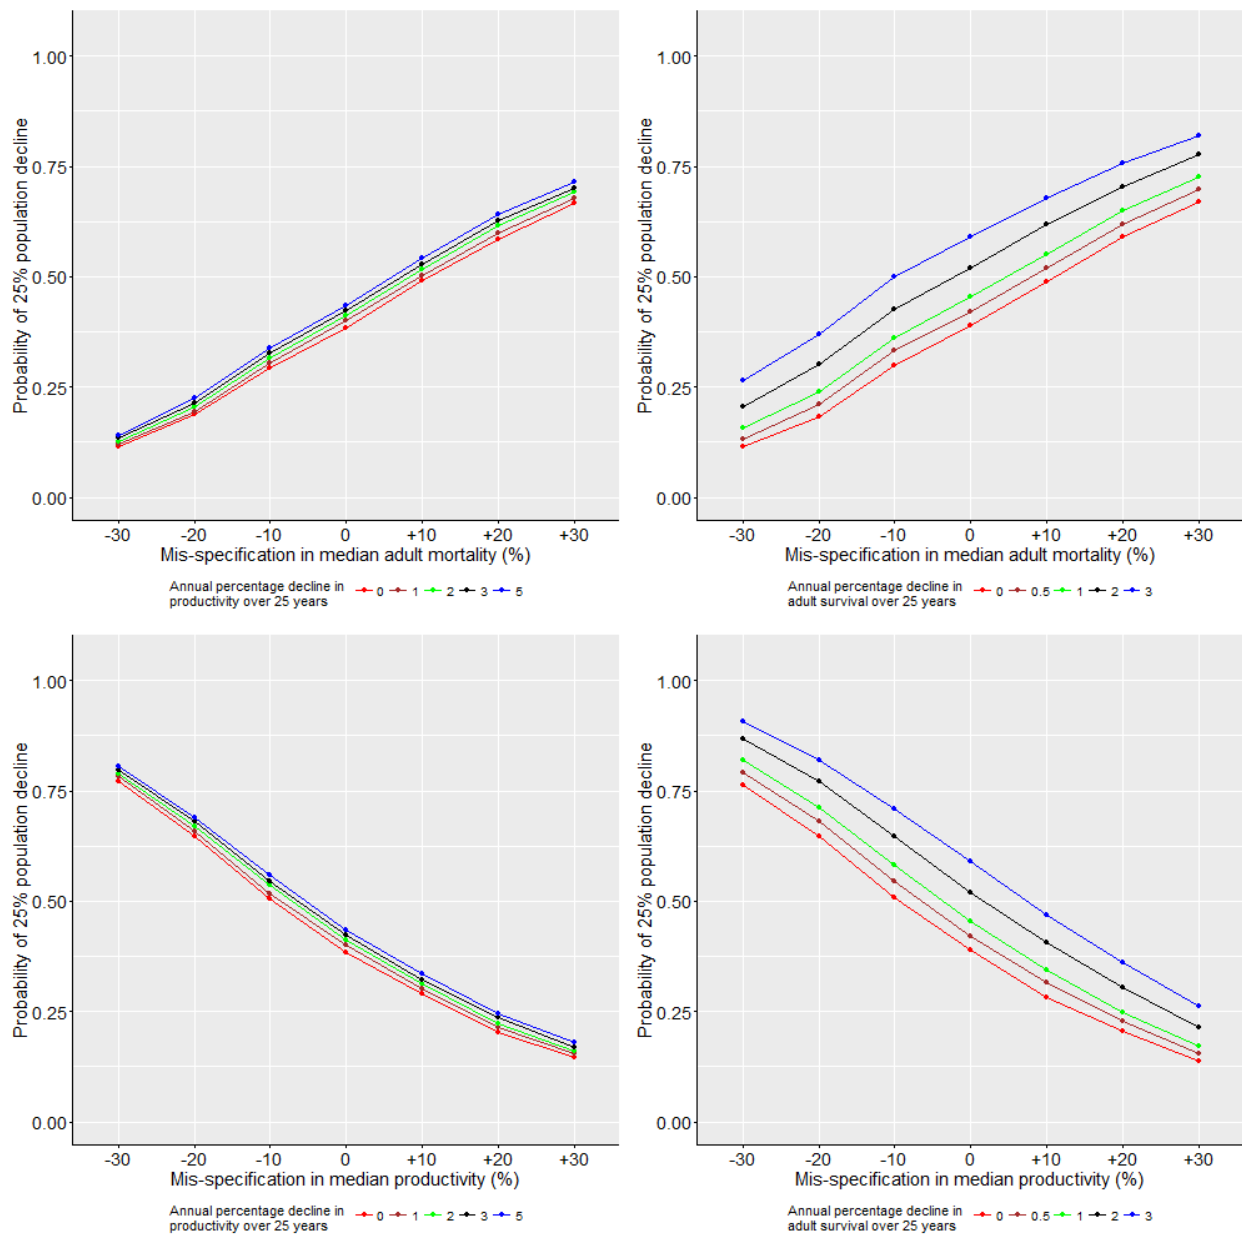 Probability of 25% population decline
1.00
0.75
0.50
0.25
0.00
-30 -20 -10 0 +10 +20 +30
Mis-specification in median adult mortality (%)
Annual percentage decline in
productivity over 25 years 0 1 2 3 5
Probability of 25% population decline
1.00
0.75
0.50
0.25
0.00
-30 -20 -10 0 +10 +20 +30
Mis-specification in median adult mortality (%)
Annual percentage decline in
adult survival over 25 years 0 0.5 1 2 3
Probability of 25% population decline
1.00
0.75
0.50
0.25
0.00
-30 -20 -10 0 +10 +20 +30
Mis-specification in median productivity (%)
Annual percentage decline in
productivity over 25 years 0 1 2 3 5
Probability of 25% population decline
1.00
0.75
0.50
0.25
0.00
-30 -20 -10 0 +10 +20 +30
Mis-specification in median productivity (%)
Annual percentage decline in
adult survival over 25 years 0 0.5 1 2 3